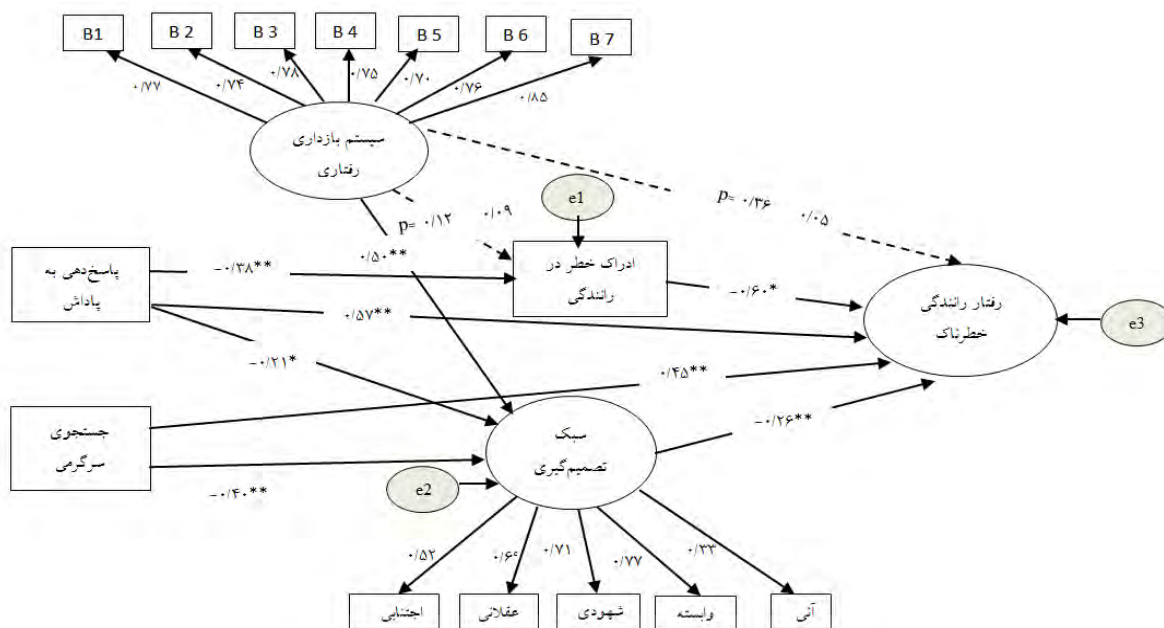 B1
B 2
B 3
B 4
B 5
B 6
B 7
۰/۷۷
۰/۷۴
۰/۷۸
۰/۷۵
۰/۷۰
۰/۷۶
۰/۸۵
سیستم بازداری
رفتاری
p= ۰/۱۲
۰/۰۹
p= ۰/۳۶
۰/۰۵
e1
۰/۵۰**
پاسخ‌دهی به
پاداش
-۰/۳۸**
ادراک خطر در
رانندگی
-۰/۶۰*
رفتار رانندگی
خطرناک
e3
۰/۵۷**
-۰/۲۱*
۰/۴۵**
جستجوی
سرگرمی
-۰/۴۰**
سبک
تصمیم‌گیری
-۰/۲۶**
e2
۰/۵۲
۰/۷۱
۰/۷۷
۰/۳۳
اجتنابی
عقلانی
شهودی
وابسته
آنی